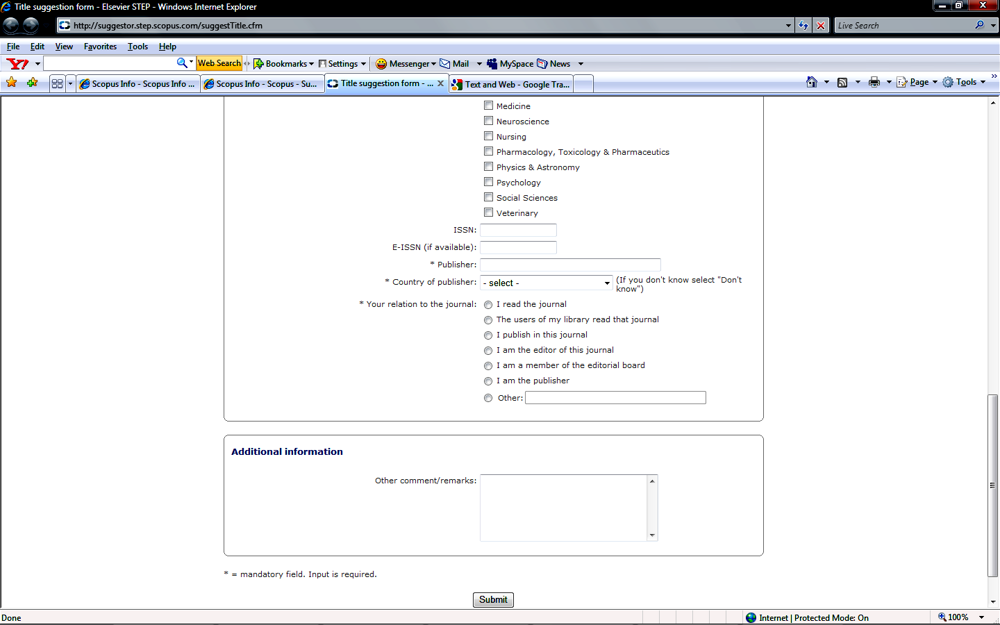 Title suggestion form - Elsevier STEP - Windows Internet Explorer
http://suggestor.step.scopus.com/suggestTitle.cfm
Live Search
File Edit View Favorites Tools Help
Y! Web Search Bookmarks Settings Messenger Mail MySpace News
Scopus Info - Scopus Info ... Scopus Info - Scopus - Su... Title suggestion form - ... Text and Web - Google Tra... Page Tools
Medicine
Neuroscience
Nursing
Pharmacology, Toxicology & Pharmaceutics
Physics & Astronomy
Psychology
Social Sciences
Veterinary
ISSN:
E-ISSN (if available):
* Publisher:
* Country of publisher: - select - (If you don't know select "Don't
know")
* Your relation to the journal: I read the journal
The users of my library read that journal
I publish in this journal
I am the editor of this journal
I am a member of the editorial board
I am the publisher
Other:
Additional information
Other comment/remarks:
* = mandatory field. Input is required.
Submit
Done Internet | Protected Mode: On 100%